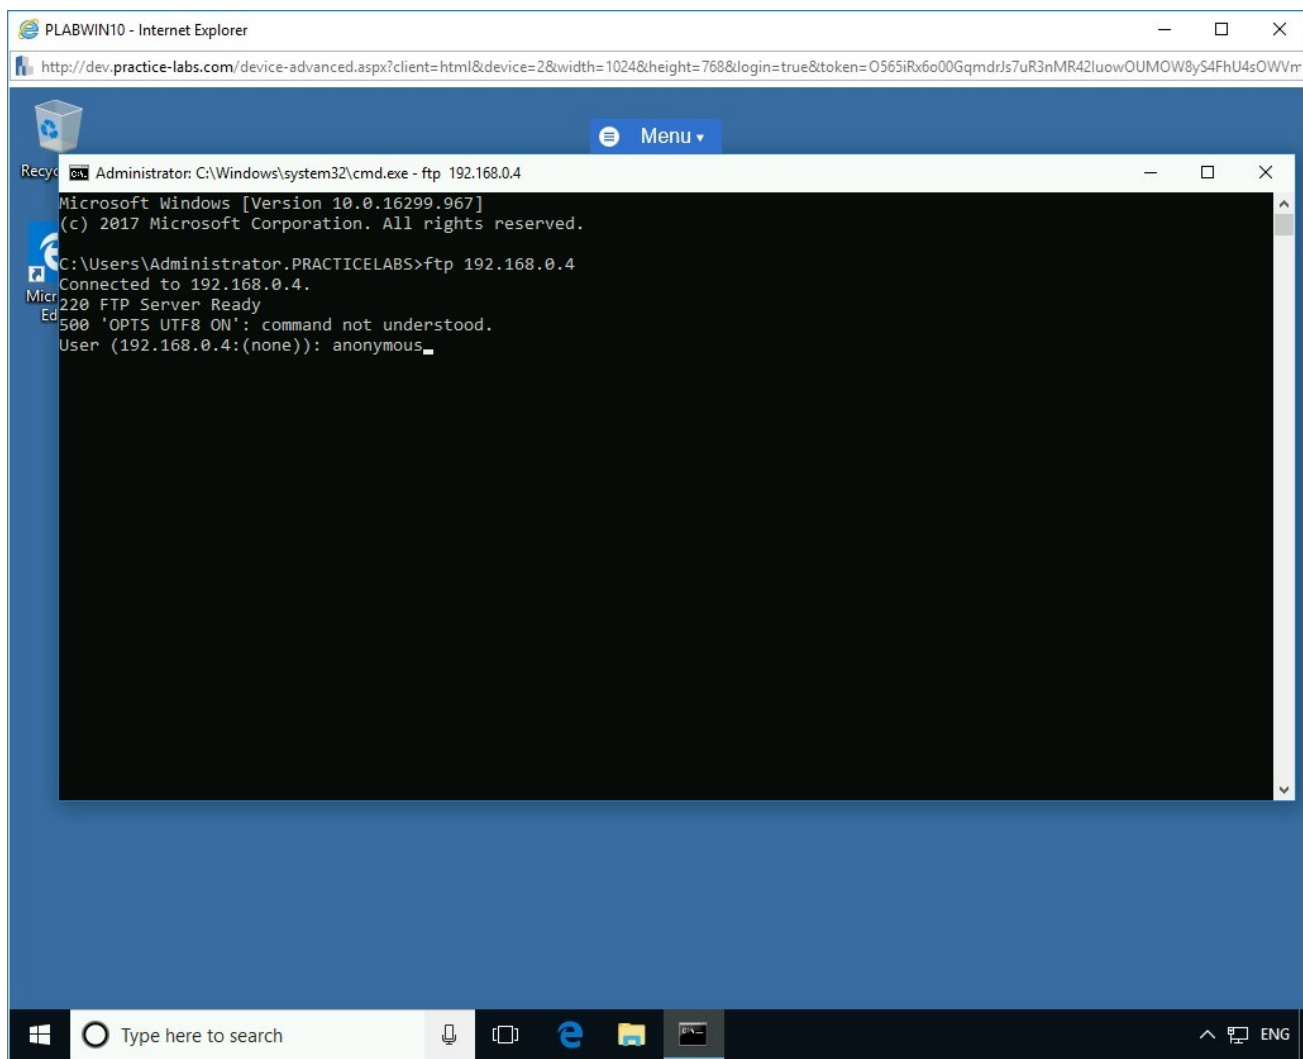 PLABWIN10 - Internet Explorer
http://dev.practice-labs.com/device-advanced.aspx?client=html&device=2&width=1024&height=768&login=true&token=O565iRx6o00GqmdrJs7uR3nMR42IuowOUMOW8yS4FhU4sOWVm
Menu
Recyc
Administrator: C:\Windows\system32\cmd.exe - ftp 192.168.0.4
Microsoft Windows [Version 10.0.16299.967]
(c) 2017 Microsoft Corporation. All rights reserved.
C:\Users\Administrator.PRACTICELABS>ftp 192.168.0.4
Connected to 192.168.0.4.
Micr
220 FTP Server Ready
Ed
500 'OPTS UTF8 ON': command not understood.
User (192.168.0.4:(none)): anonymous
Type here to search
ENG